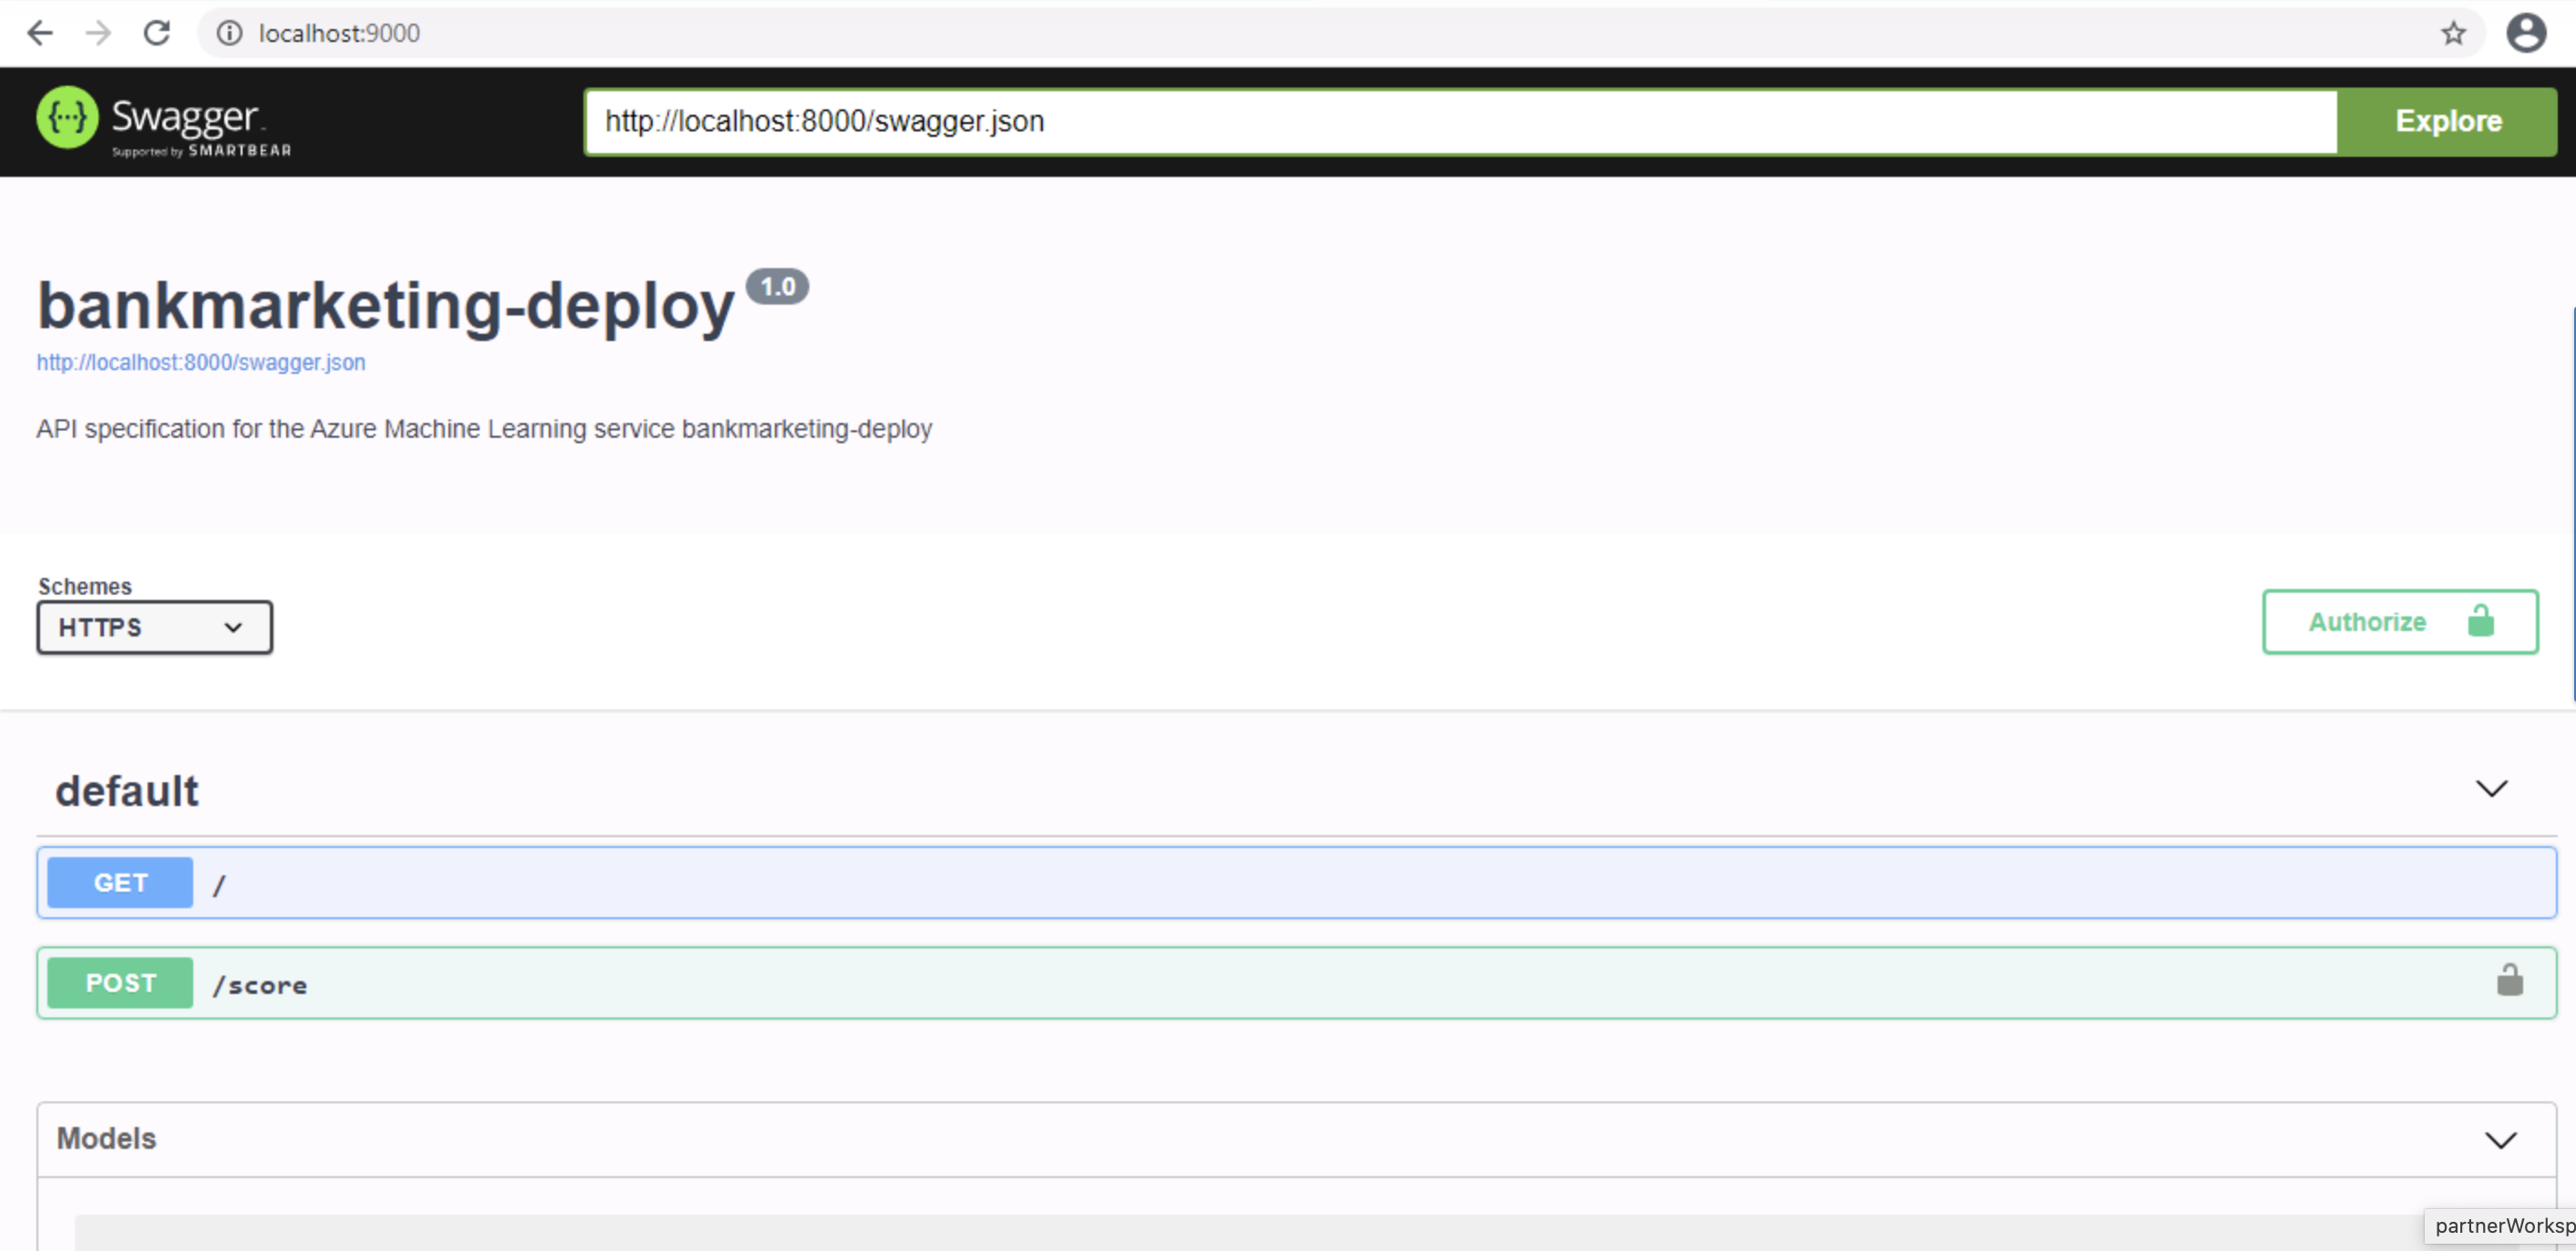 localhost:9000
{...} Swagger
Supported by SMARTBEAR
http://localhost:8000/swagger.json
Explore
bankmarketing-deploy 1.0
http://localhost:8000/swagger.json
API specification for the Azure Machine Learning service bankmarketing-deploy
Schemes
HTTPS
Authorize
default
GET /
POST /score
Models
partnerWorksp